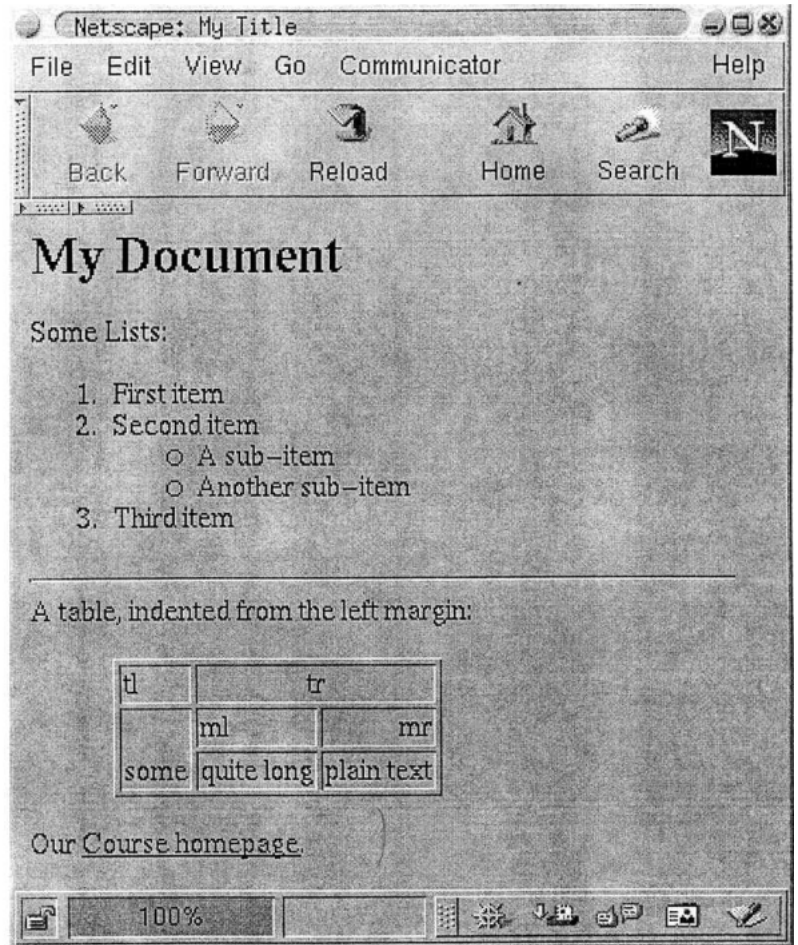 Netscape: My Title
File Edit View Go Communicator Help
Back Forward Reload Home Search N
My Document
Some Lists:
1. First item
2. Second item
○ A sub-item
○ Another sub-item
3. Third item
A table, indented from the left margin:
tl tr
ml mr
some quite long plain text
Our Course homepage.
100%